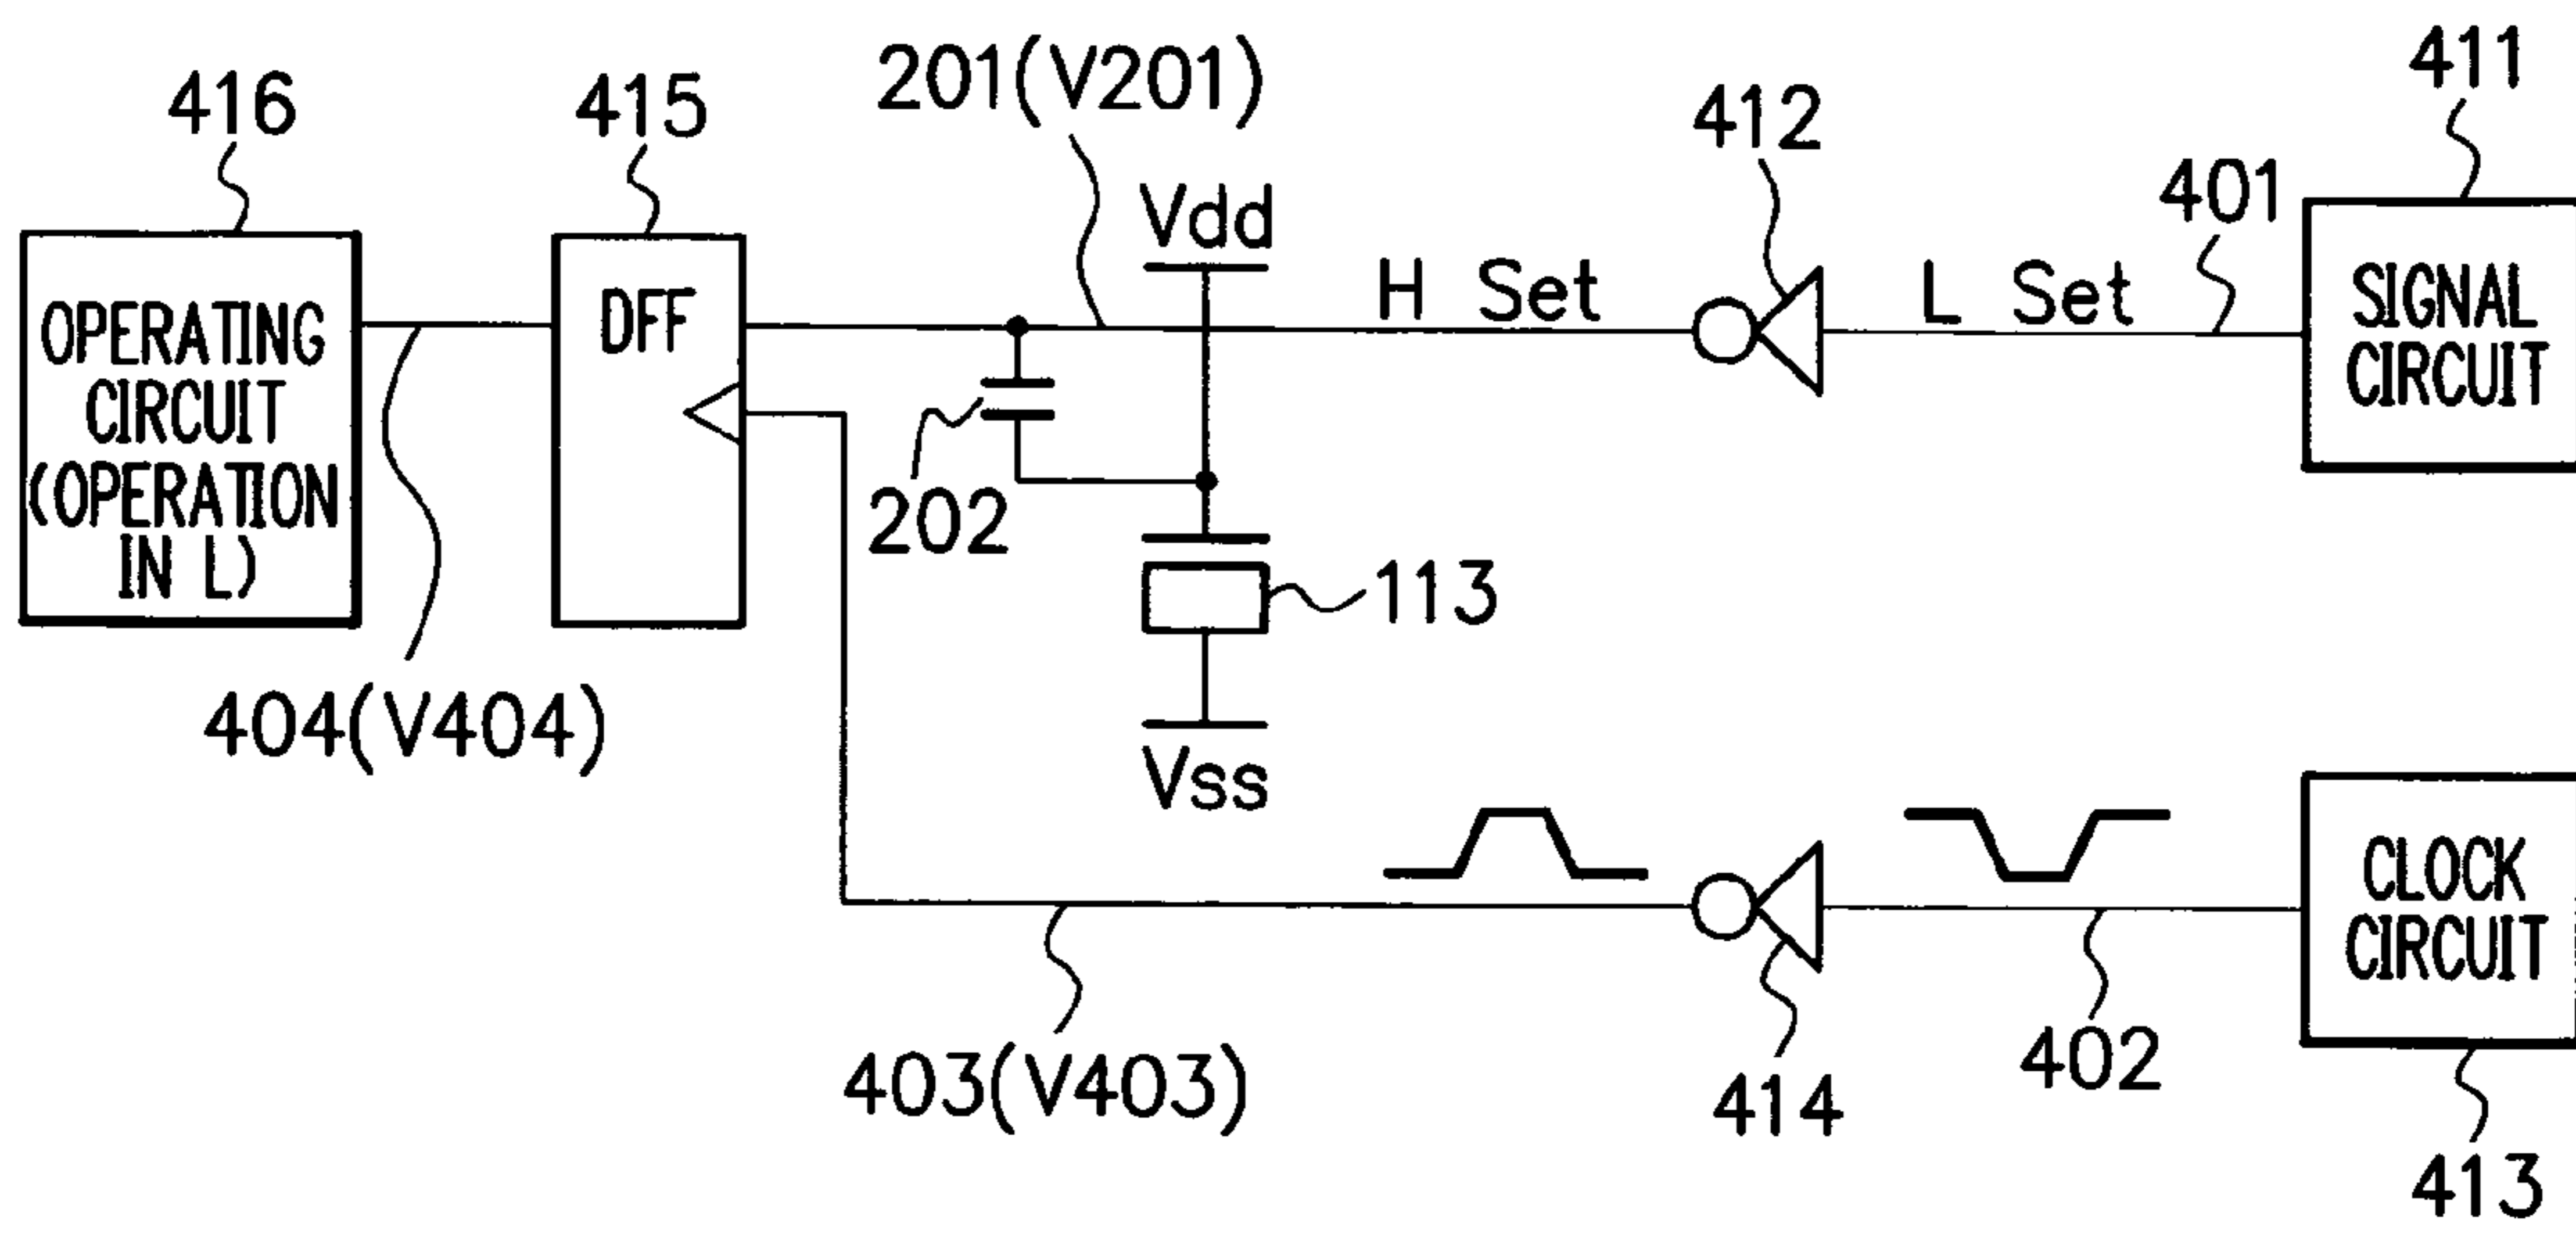 416
415
201(V201)
412
411
401
Vdd
H Set
L Set
SIGNAL
CIRCUIT
OPERATING
CIRCUIT
(OPERATION
IN L)
DFF
202
113
404(V404)
Vss
CLOCK
CIRCUIT
403(V403)
414
402
413